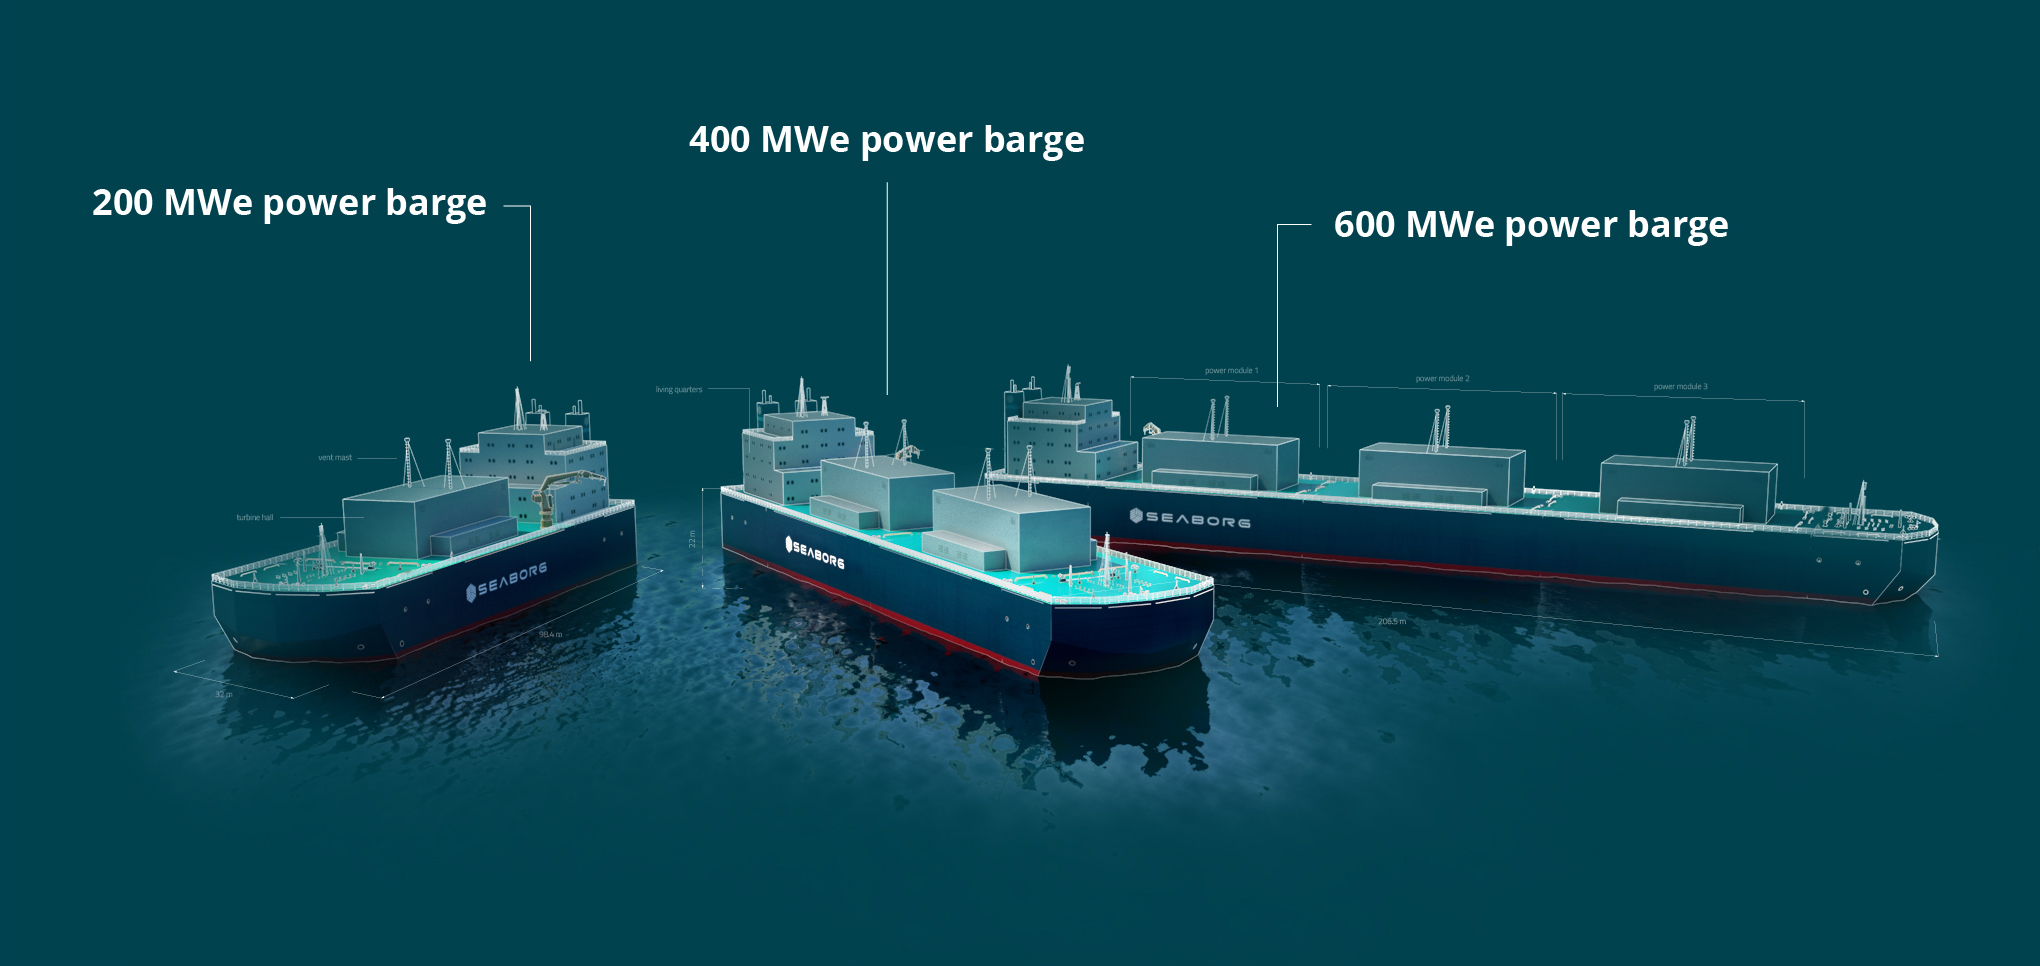 400 MWe power barge
200 MWe power barge
600 MWe power barge
power module 1
power module 2
power module 3
living quarters
vent mast
turbine hall
SEABORG
22 m
SEABORG
SEABORG
98.4 m
206.5 m
32 m